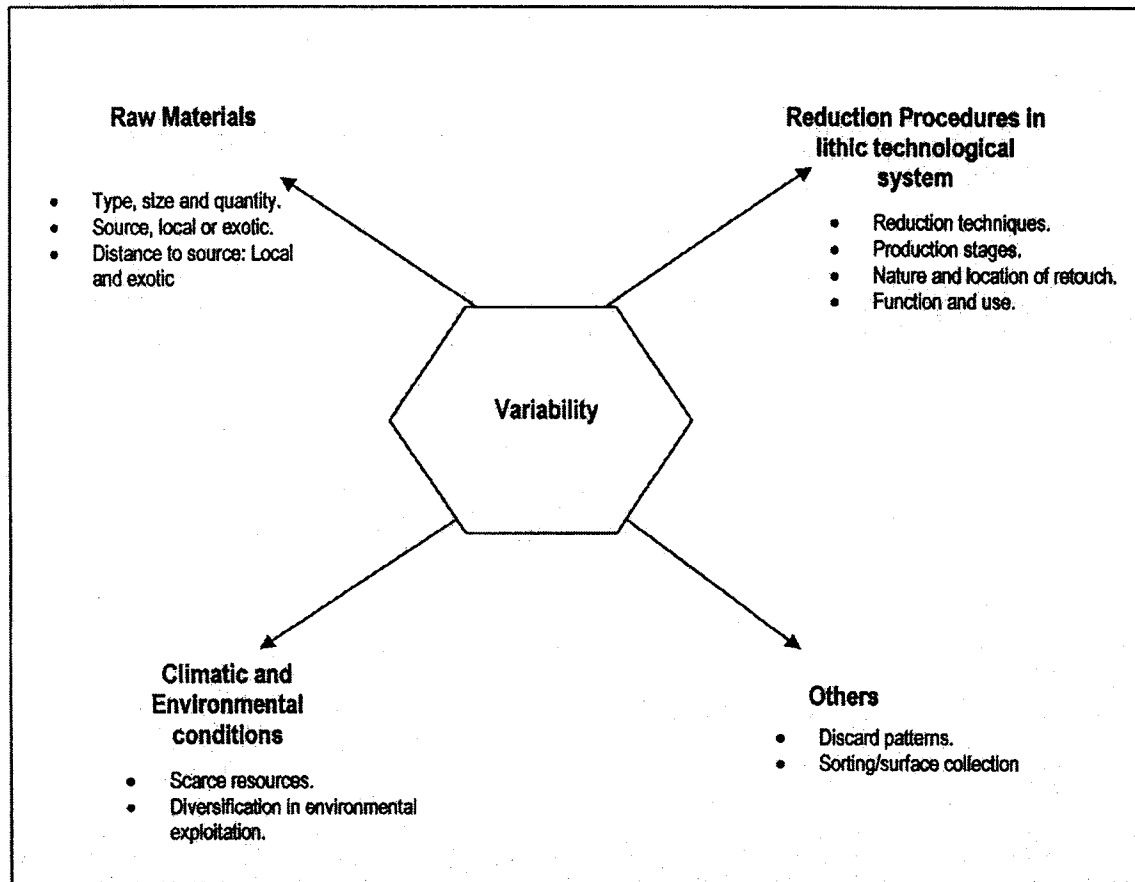 Raw Materials
• Type, size and quantity.
• Source, local or exotic.
• Distance to source: Local
and exotic
Reduction Procedures in
lithic technological
system
• Reduction techniques.
• Production stages.
• Nature and location of retouch.
• Function and use.
Variability
Climatic and
Environmental
conditions
• Scarce resources.
• Diversification in environmental
exploitation.
Others
• Discard patterns.
• Sorting/surface collection